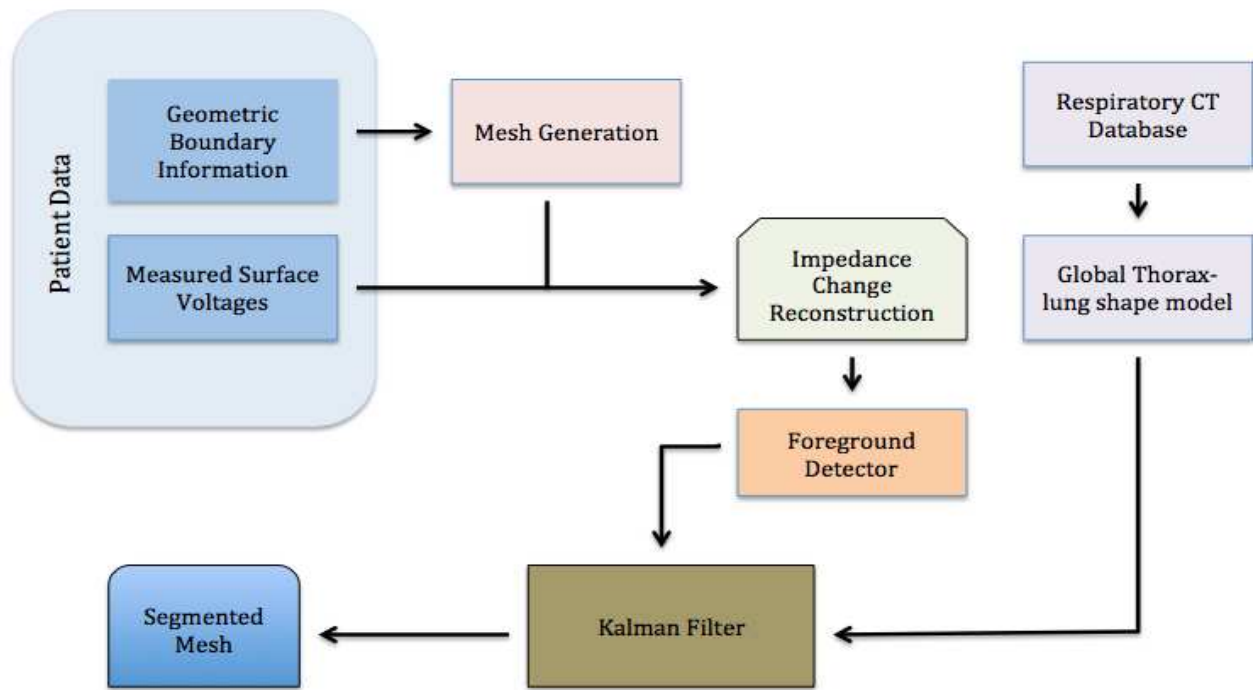 Patient Data
Geometric
Boundary
Information
Measured Surface
Voltages
Mesh Generation
Respiratory CT
Database
Impedance
Change
Reconstruction
Global Thorax-
lung shape model
Foreground
Detector
Kalman Filter
Segmented
Mesh